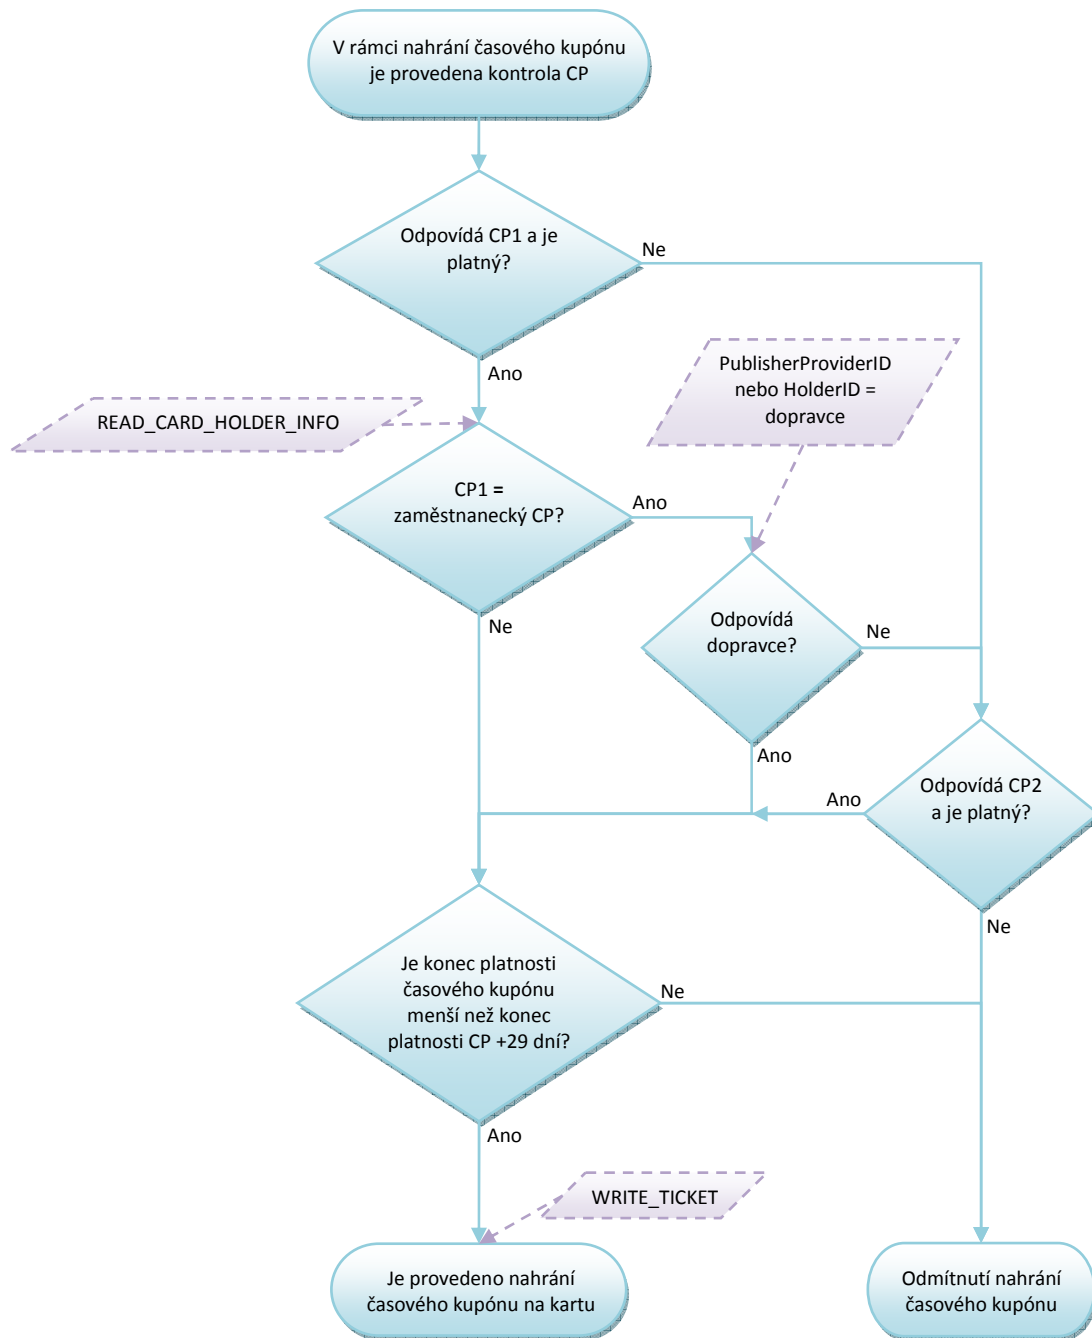 V rámci nahrání časového kupónu
je provedena kontrola CP
Odpovídá CP1 a je
platný?
Ne
Ano
PublisherProviderID
nebo HolderID =
dopravce
READ_CARD_HOLDER_INFO
CP1 =
zaměstnanecký CP?
Ano
Ne
Odpovídá
dopravce?
Ne
Ano
Odpovídá CP2
a je platný?
Ano
Ne
Je konec platnosti
časového kupónu
menší než konec
platnosti CP +29 dní?
Ne
Ano
WRITE_TICKET
Je provedeno nahrání
časového kupónu na kartu
Odmítnutí nahrání
časového kupónu